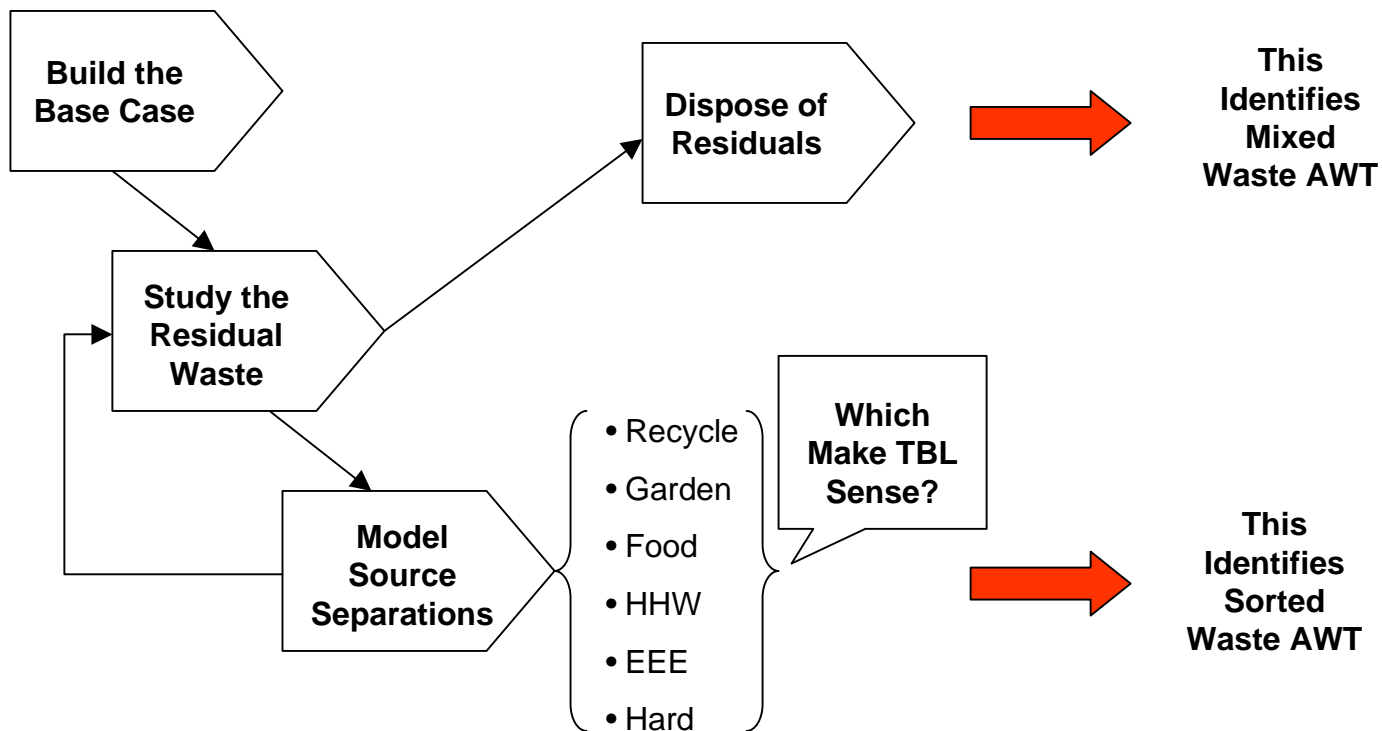 Build the
Base Case
Dispose of
Residuals
This
Identifies
Mixed
Waste AWT
Study the
Residual
Waste
Model
Source
Separations
• Recycle
• Garden
• Food
• HHW
• EEE
• Hard
Which
Make TBL
Sense?
This
Identifies
Sorted
Waste AWT